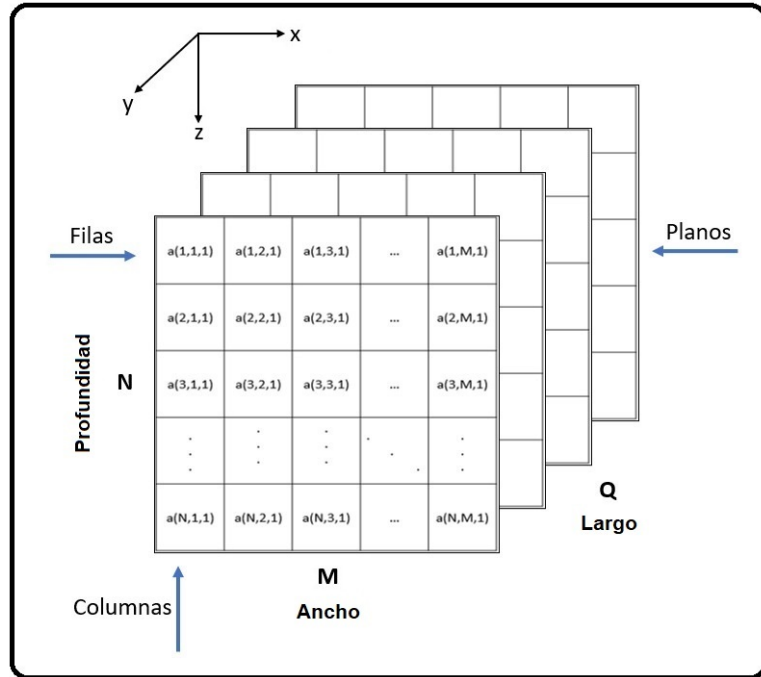 x
y
z
Filas
Planos
a(1,1,1) a(1,2,1) a(1,3,1) ... a(1,M,1)
a(2,1,1) a(2,2,1) a(2,3,1) ... a(2,M,1)
Profundidad
N
a(3,1,1) a(3,2,1) a(3,3,1) ... a(3,M,1)
a(N,1,1) a(N,2,1) a(N,3,1) ... a(N,M,1)
Q
Largo
M
Ancho
Columnas